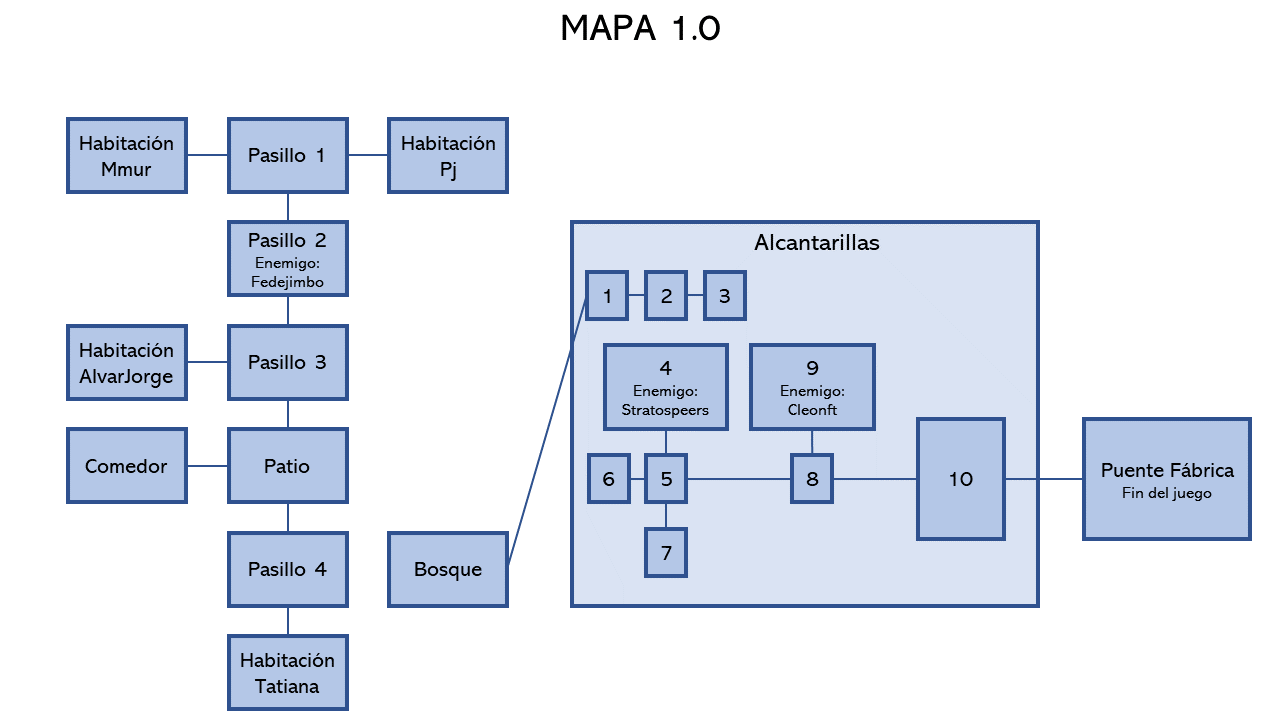 MAPA 1.0
Habitación
Mmur
Pasillo 1
Habitación
Pj
Pasillo 2
Enemigo:
Fedejimbo
Habitación
AlvarJorge
Pasillo 3
Comedor
Patio
Pasillo 4
Habitación
Tatiana
Bosque
Alcantarillas
1
2
3
4
Enemigo:
Stratospeers
9
Enemigo:
Cleonft
6
5
8
10
7
Puente Fábrica
Fin del juego